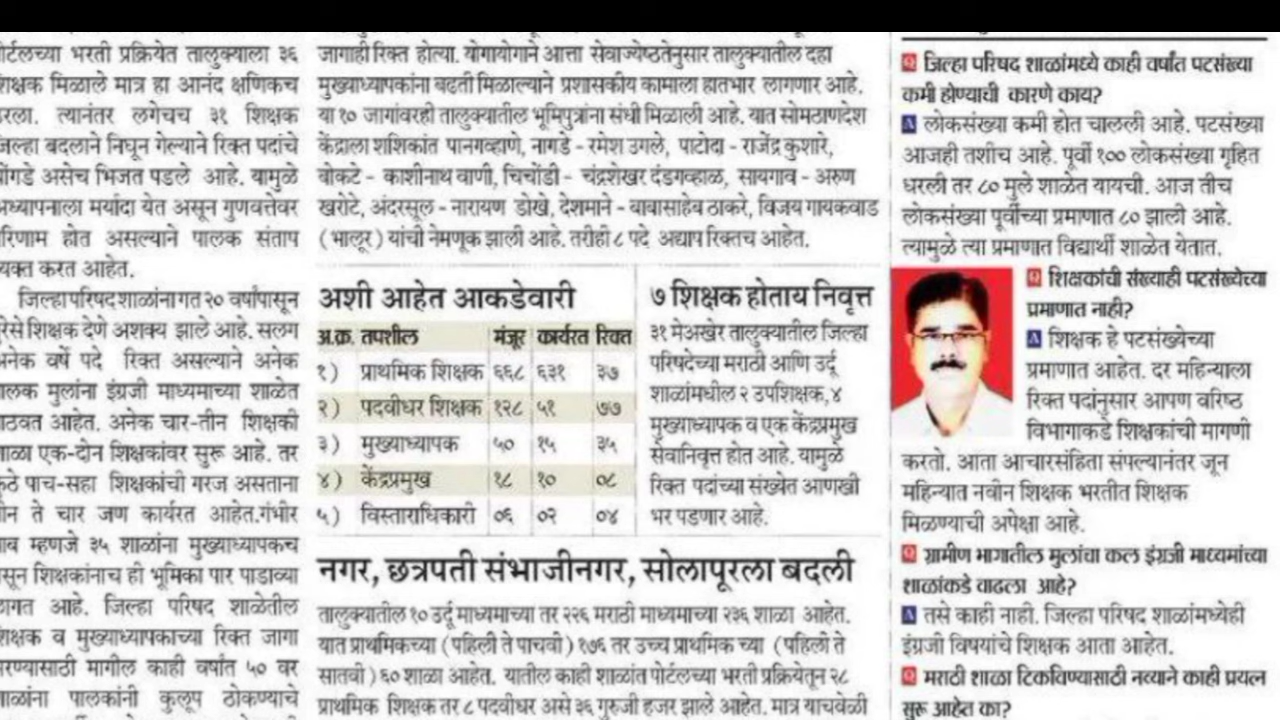 र्टलच्या भरती प्रक्रियेत तालुक्याला ३६
शिक्षक मिळाले मात्र हा आनंद क्षणिकच
रला. त्यानंतर लगेचच ३१ शिक्षक
जिल्हा बदलाने निघून गेल्याने रिक्त पदांचे
घोंगडे असेच भिजत पडले आहे. यामुळे
अध्यापनाला मर्यादा येत असून गुणवत्तेवर
रिणाम होत असल्याने पालक संताप
यक्त करत आहेत.
जिल्हा परिषद शाळांना गत २० वर्षांपासून
रेसे शिक्षक देणे अशक्य झाले आहे. सलग
अनेक वर्षे पदे रिक्त असल्याने अनेक
ालक मुलांना इंग्रजी माध्यमाच्या शाळेत
ाठवत आहेत. अनेक चार-तीन शिक्षकी
ाळा एक-दोन शिक्षकांवर सुरू आहे. तर
कुठे पाच-सहा शिक्षकांची गरज असताना
ीन ते चार जण कार्यरत आहेत.गंभीर
ाब म्हणजे ३५ शाळांना मुख्याध्यापकच
सून शिक्षकांनाच ही भूमिका पार पाडाव्या
ागत आहे. जिल्हा परिषद शाळेतील
शिक्षक व मुख्याध्यापकाच्या रिक्त जागा
रण्यासाठी मागील काही वर्षांत ५० वर
ाळांना पालकांनी कुलूप ठोकण्याचे
जागाही रिक्त होत्या. योगायोगाने आत्ता सेवाज्येष्ठतेनुसार तालुक्यातील दहा
मुख्याध्यापकांना बढती मिळाल्याने प्रशासकीय कामाला हातभार लागणार आहे.
या १० जागांवरही तालुक्यातील भूमिपुत्रांना संधी मिळाली आहे. यात सोमठाणदेश
केंद्राला शशिकांत पानगव्हाणे, नागडे - रमेश उगले, पाटोदा - राजेंद्र कुशारे,
बोकटे - काशीनाथ वाणी, चिचोंडी - चंद्रशेखर दंडगव्हाळ, सायगाव - अरुण
खरोटे, अंदरसूल - नारायण डोखे, देशमाने - बाबासाहेब ठाकरे, विजय गायकवाड
(भालूर) यांची नेमणूक झाली आहे. तरीही ८ पदे अद्याप रिक्तच आहेत.
अशी आहेत आकडेवारी
अ.क्र. तपशील मंजूर कार्यरत रिक्त
१) प्राथमिक शिक्षक ६६८ ६३१ ३७
२) पदवीधर शिक्षक १२८ ५१ ७७
३) मुख्याध्यापक ५० १५ ३५
४) केंद्रप्रमुख १८ १० ०८
५) विस्ताराधिकारी ०६ ०२ ०४
७ शिक्षक होताय निवृत्त
३१ मेअखेर तालुक्यातील जिल्हा
परिषदेच्या मराठी आणि उर्दू
शाळांमधील २ उपशिक्षक,४
मुख्याध्यापक व एक केंद्रप्रमुख
सेवानिवृत्त होत आहे. यामुळे
रिक्त पदांच्या संख्येत आणखी
भर पडणार आहे.
नगर, छत्रपती संभाजीनगर, सोलापूरला बदली
तालुक्यातील १० उर्दू माध्यमाच्या तर २२६ मराठी माध्यमाच्या २३६ शाळा आहेत.
यात प्राथमिकच्या (पहिली ते पाचवी) १७६ तर उच्च प्राथमिक च्या (पहिली ते
सातवी) ६० शाळा आहेत. यातील काही शाळांत पोर्टलच्या भरती प्रक्रियेतून २८
प्राथमिक शिक्षक तर ८ पदवीधर असे ३६ गुरुजी हजर झाले आहेत. मात्र याचवेळी
Q जिल्हा परिषद शाळांमध्ये काही वर्षांत पटसंख्या
कमी होण्याची कारणे काय?
A लोकसंख्या कमी होत चालली आहे. पटसंख्या
आजही तशीच आहे. पूर्वी १०० लोकसंख्या गृहित
धरली तर ८० मुले शाळेत यायची. आज तीच
लोकसंख्या पूर्वीच्या प्रमाणात ८० झाली आहे.
त्यामुळे त्या प्रमाणात विद्यार्थी शाळेत येतात.
Q शिक्षकांची संख्याही पटसंख्येच्या
प्रमाणात नाही?
A शिक्षक हे पटसंख्येच्या
प्रमाणात आहेत. दर महिन्याला
रिक्त पदांनुसार आपण वरिष्ठ
विभागाकडे शिक्षकांची मागणी
करतो. आता आचारसंहिता संपल्यानंतर जून
महिन्यात नवीन शिक्षक भरतीत शिक्षक
मिळण्याची अपेक्षा आहे.
Q ग्रामीण भागातील मुलांचा कल इंग्रजी माध्यमांच्या
शाळांकडे वाढला आहे?
A तसे काही नाही. जिल्हा परिषद शाळांमध्येही
इंग्रजी विषयांचे शिक्षक आता आहेत.
Q मराठी शाळा टिकविण्यासाठी नव्याने काही प्रयत्न
सुरू आहेत का?